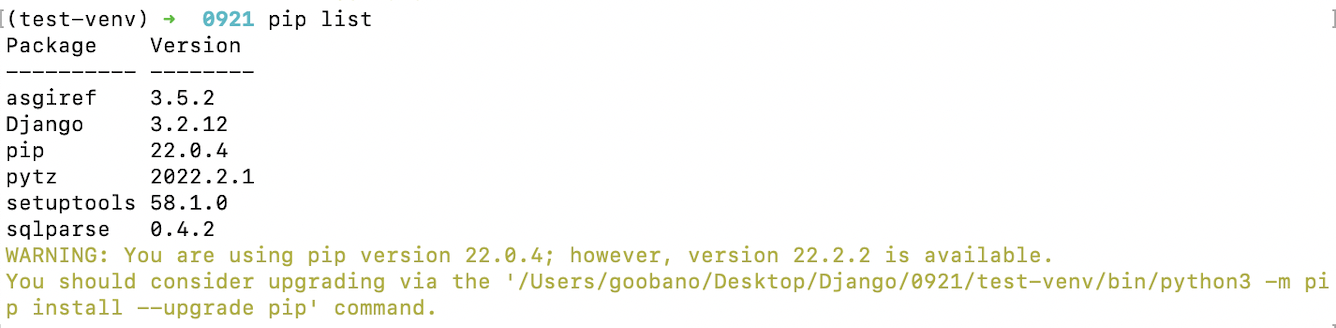 [(test-venv) ➜  0921 pip list ]
Package    Version
---------- --------
asgiref    3.5.2
Django     3.2.12
pip        22.0.4
pytz       2022.2.1
setuptools 58.1.0
sqlparse   0.4.2
WARNING: You are using pip version 22.0.4; however, version 22.2.2 is available.
You should consider upgrading via the '/Users/goobano/Desktop/Django/0921/test-venv/bin/python3 -m pi
p install --upgrade pip' command.